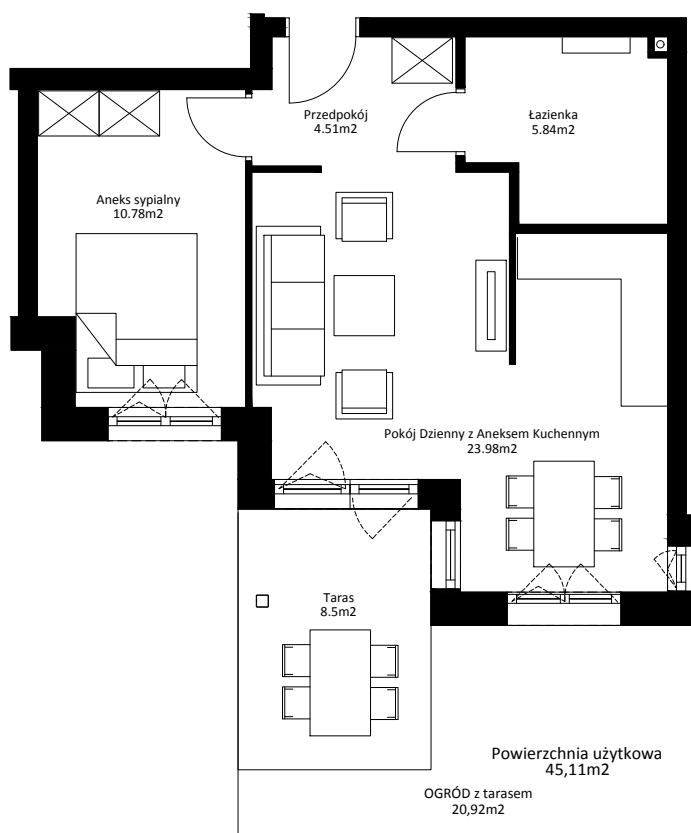 Przedpokój
4.51m2
Łazienka
5.84m2
Aneks sypialny
10.78m2
Pokój Dzienny z Aneksem Kuchennym
23.98m2
Taras
8.5m2
Powierzchnia użytkowa
45,11m2
OGRÓD z tarasem
20,92m2